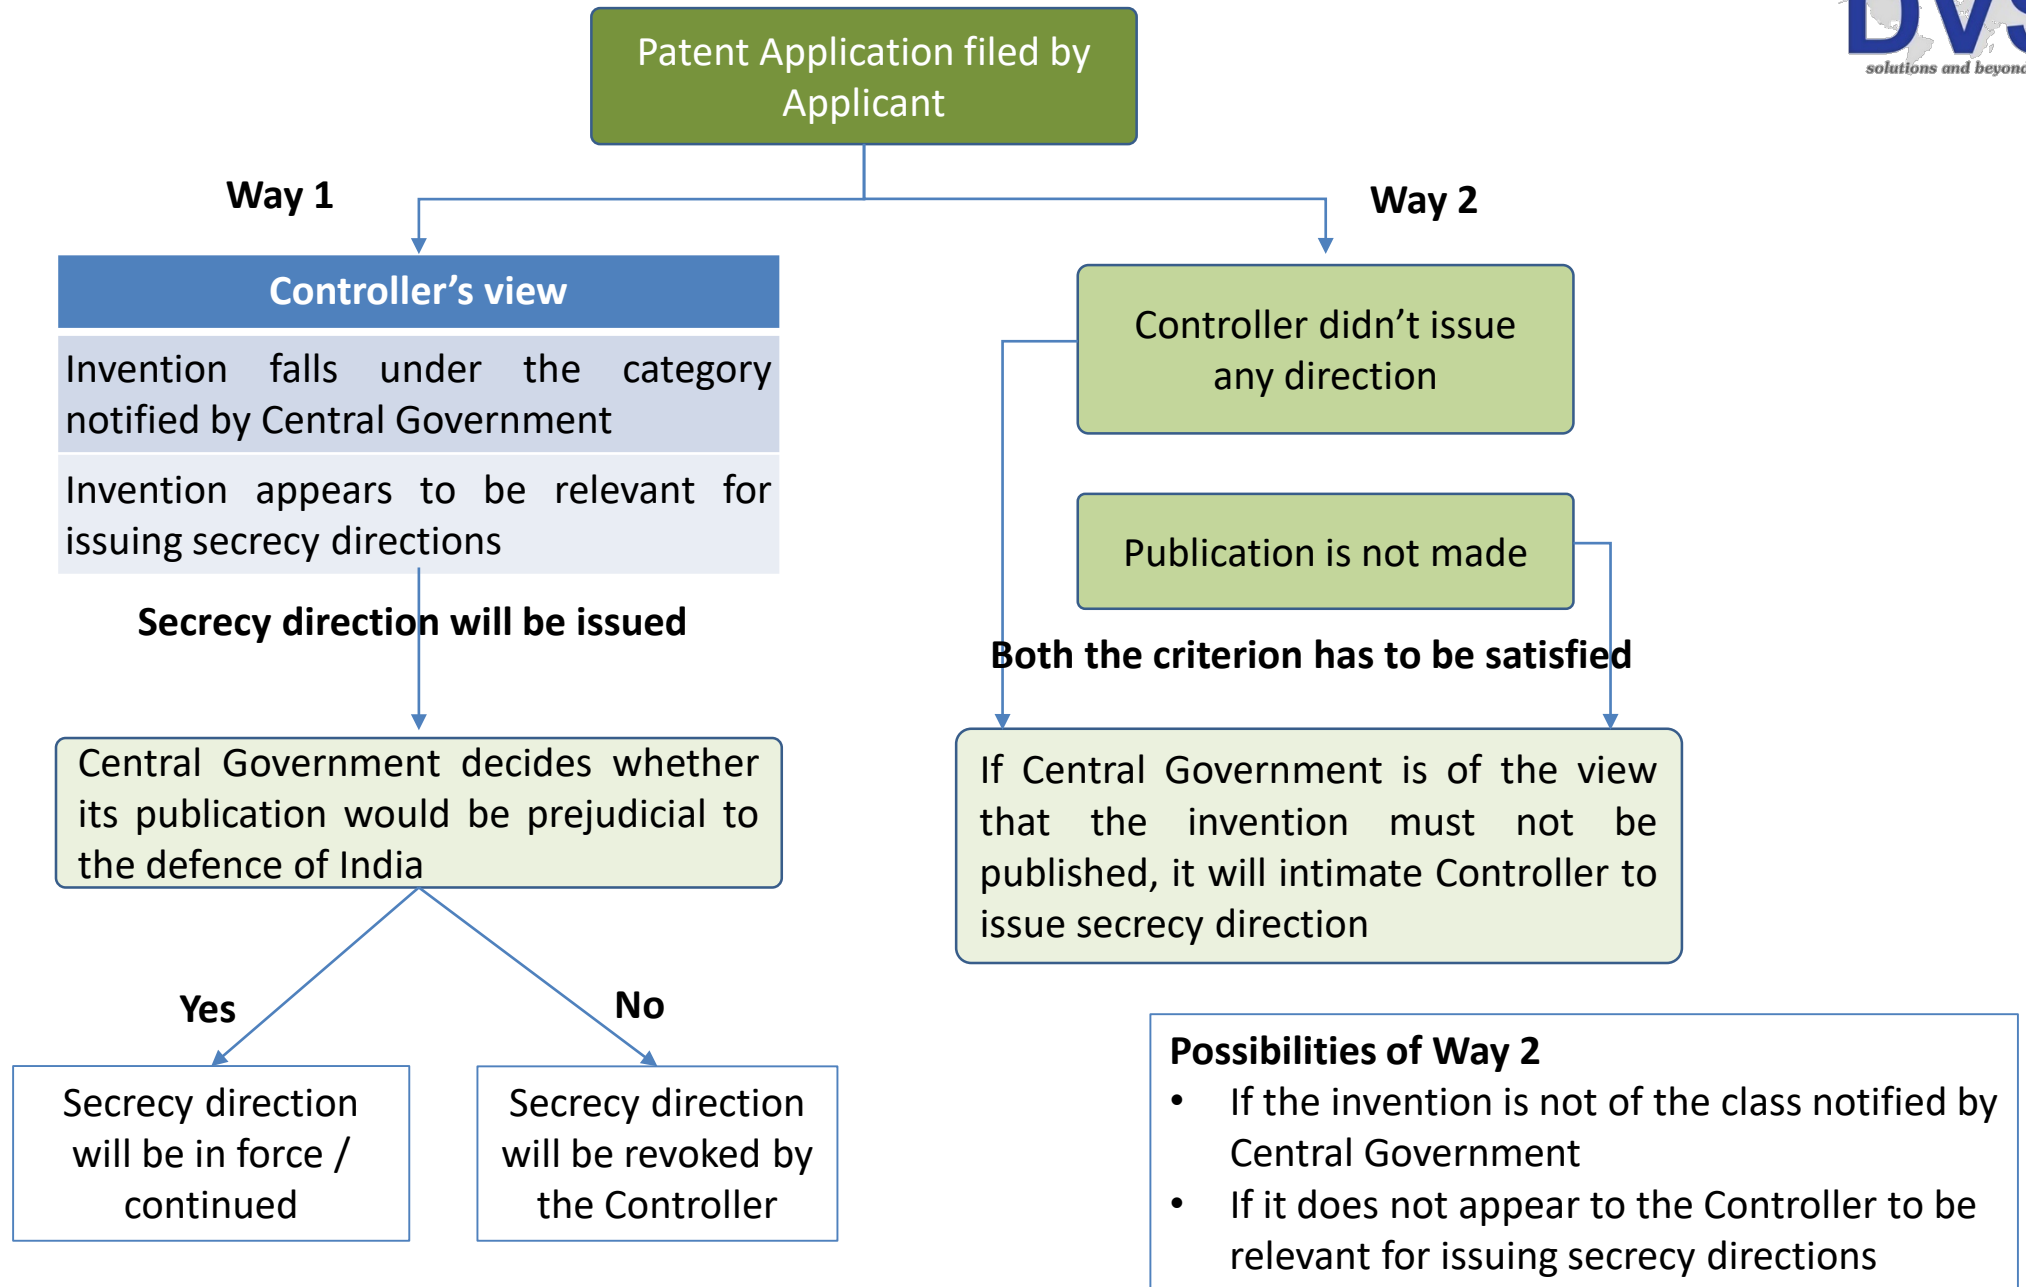 Patent Application filed by
Applicant
DVS
solutions and beyond
Way 1
Way 2
Controller’s view
Invention falls under the category
notified by Central Government
Invention appears to be relevant for
issuing secrecy directions
Secrecy direction will be issued
Central Government decides whether
its publication would be prejudicial to
the defence of India
Yes
No
Secrecy direction
will be in force /
continued
Secrecy direction
will be revoked by
the Controller
Controller didn’t issue
any direction
Publication is not made
Both the criterion has to be satisfied
If Central Government is of the view
that the invention must not be
published, it will intimate Controller to
issue secrecy direction
Possibilities of Way 2
• If the invention is not of the class notified by
Central Government
• If it does not appear to the Controller to be
relevant for issuing secrecy directions